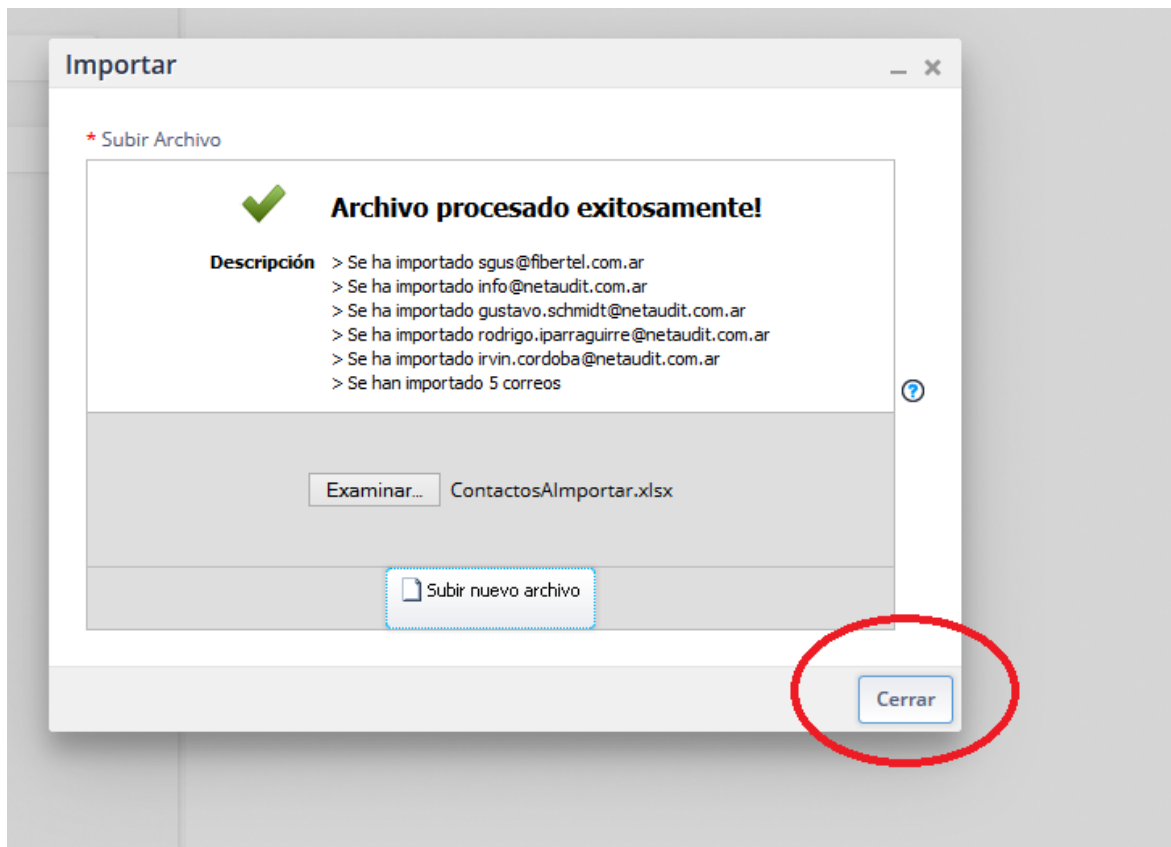 Importar
* Subir Archivo
Archivo procesado exitosamente!
Descripción > Se ha importado sgus@fibertel.com.ar
> Se ha importado info@netaudit.com.ar
> Se ha importado gustavo.schmidt@netaudit.com.ar
> Se ha importado rodrigo.iparraguirre@netaudit.com.ar
> Se ha importado irvin.cordoba@netaudit.com.ar
> Se han importado 5 correos
Examinar... ContactosAImportar.xlsx
Subir nuevo archivo
Cerrar